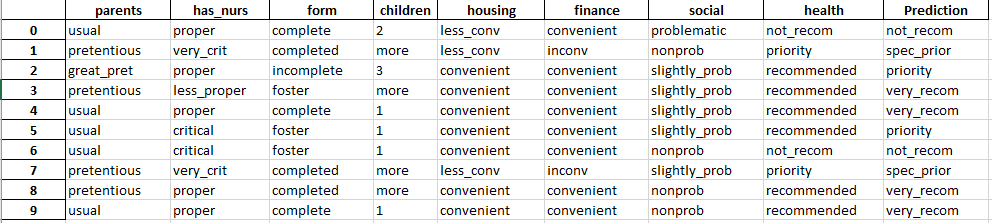 parents has_nurs form children housing finance social health Prediction
0 usual proper complete 2 less_conv convenient problematic not_recom not_recom
1 pretentious very_crit completed more less_conv inconv nonprob priority spec_prior
2 great_pret proper incomplete 3 convenient convenient slightly_prob recommended priority
3 pretentious less_proper foster more convenient convenient slightly_prob recommended very_recom
4 usual proper complete 1 convenient convenient slightly_prob recommended very_recom
5 usual critical foster 1 convenient convenient slightly_prob recommended priority
6 usual critical foster 1 convenient convenient nonprob not_recom not_recom
7 pretentious very_crit completed more less_conv inconv slightly_prob priority spec_prior
8 pretentious proper completed more convenient convenient nonprob recommended very_recom
9 usual proper complete 1 convenient convenient nonprob recommended very_recom